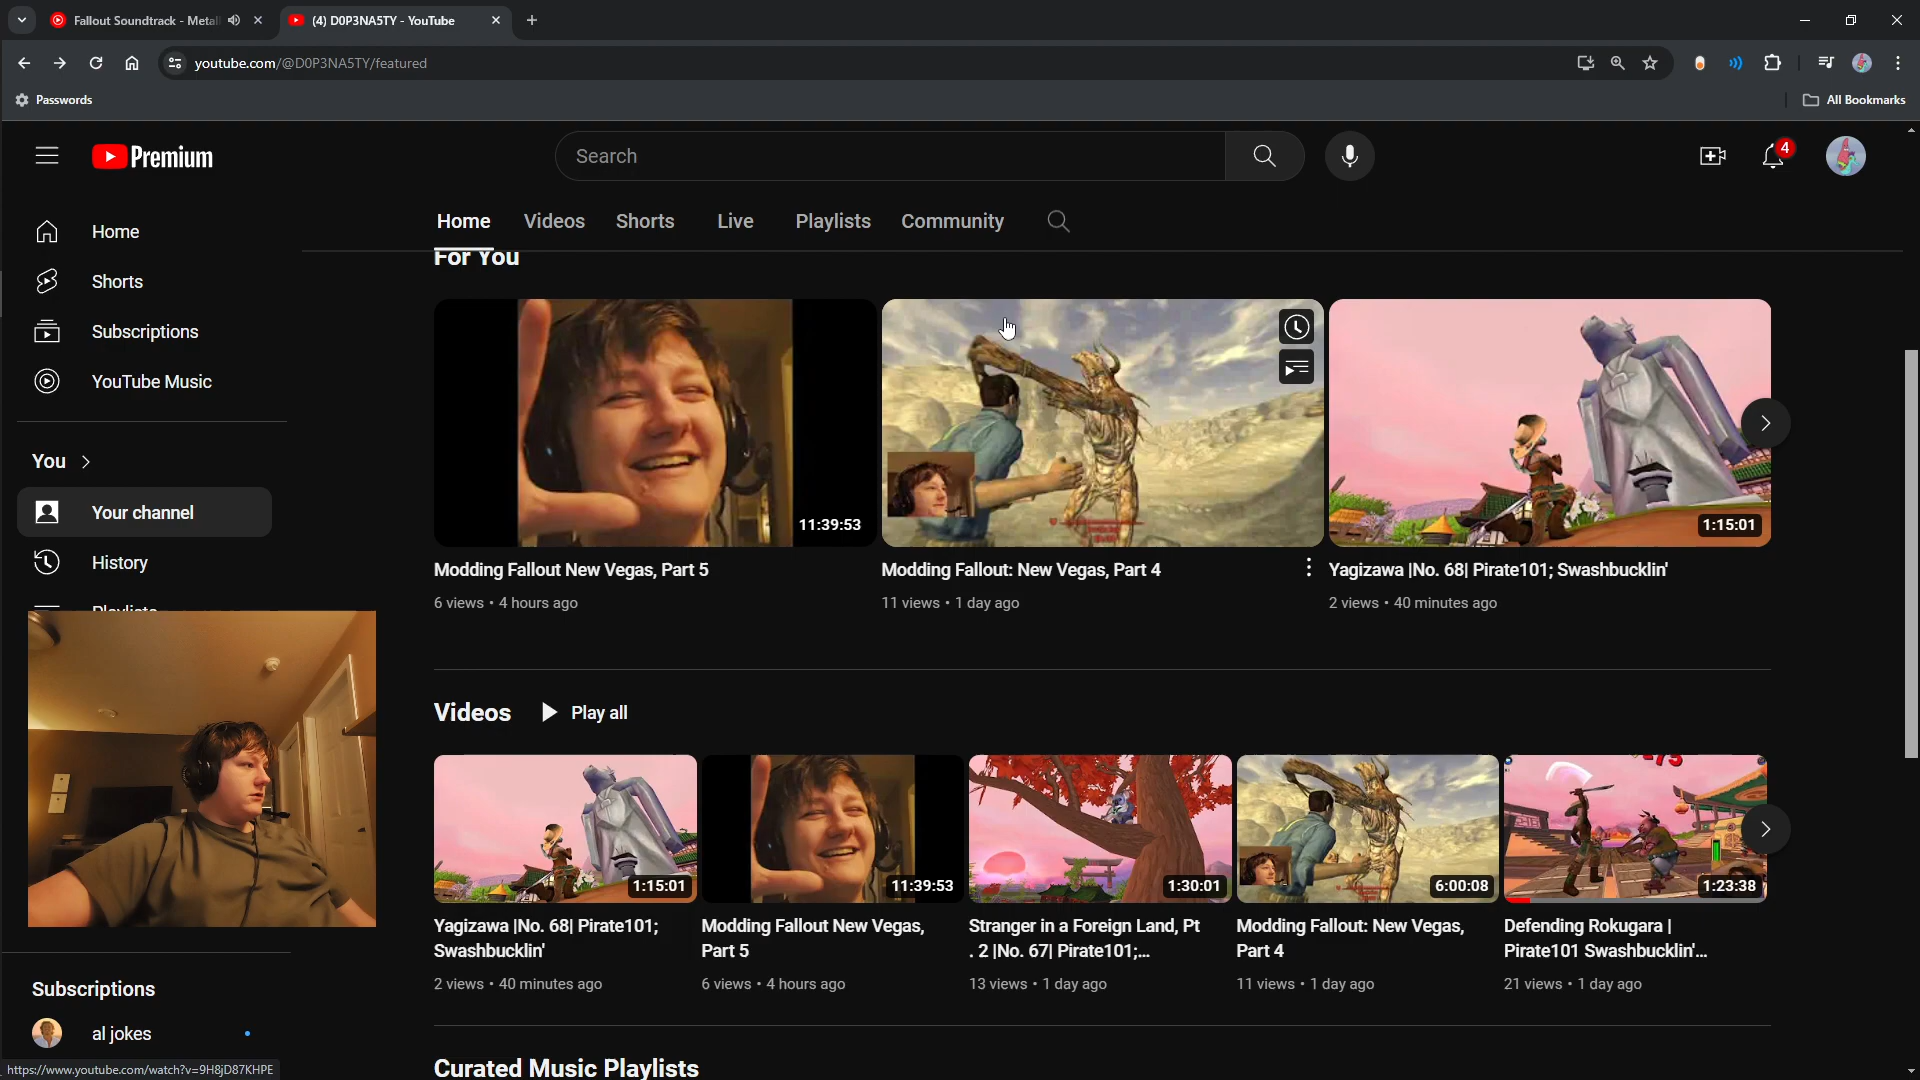 Fallout Soundtrack - Metal
(4) D0P3NA5TY - YouTube
youtube.com/@D0P3NA5TY/featured
Passwords
All Bookmarks
Premium
Search
4
Home
Videos
Shorts
Live
Playlists
Community
Home
Shorts
Subscriptions
YouTube Music
You
Your channel
History
Playlists
For You
11:39:53
1:15:01
Modding Fallout New Vegas, Part 5
6 views • 4 hours ago
Modding Fallout: New Vegas, Part 4
11 views • 1 day ago
Yagizawa |No. 68| Pirate101; Swashbucklin'
2 views • 40 minutes ago
Videos
Play all
1:15:01
11:39:53
1:30:01
6:00:08
1:23:38
Yagizawa |No. 68| Pirate101;
Swashbucklin'
2 views • 40 minutes ago
Modding Fallout New Vegas,
Part 5
6 views • 4 hours ago
Stranger in a Foreign Land, Pt
. 2 |No. 67| Pirate101;...
13 views • 1 day ago
Modding Fallout: New Vegas,
Part 4
11 views • 1 day ago
Defending Rokugara |
Pirate101 Swashbucklin'...
21 views • 1 day ago
Subscriptions
al jokes
Curated Music Playlists
https://www.youtube.com/watch?v=9H8jD87KHPE